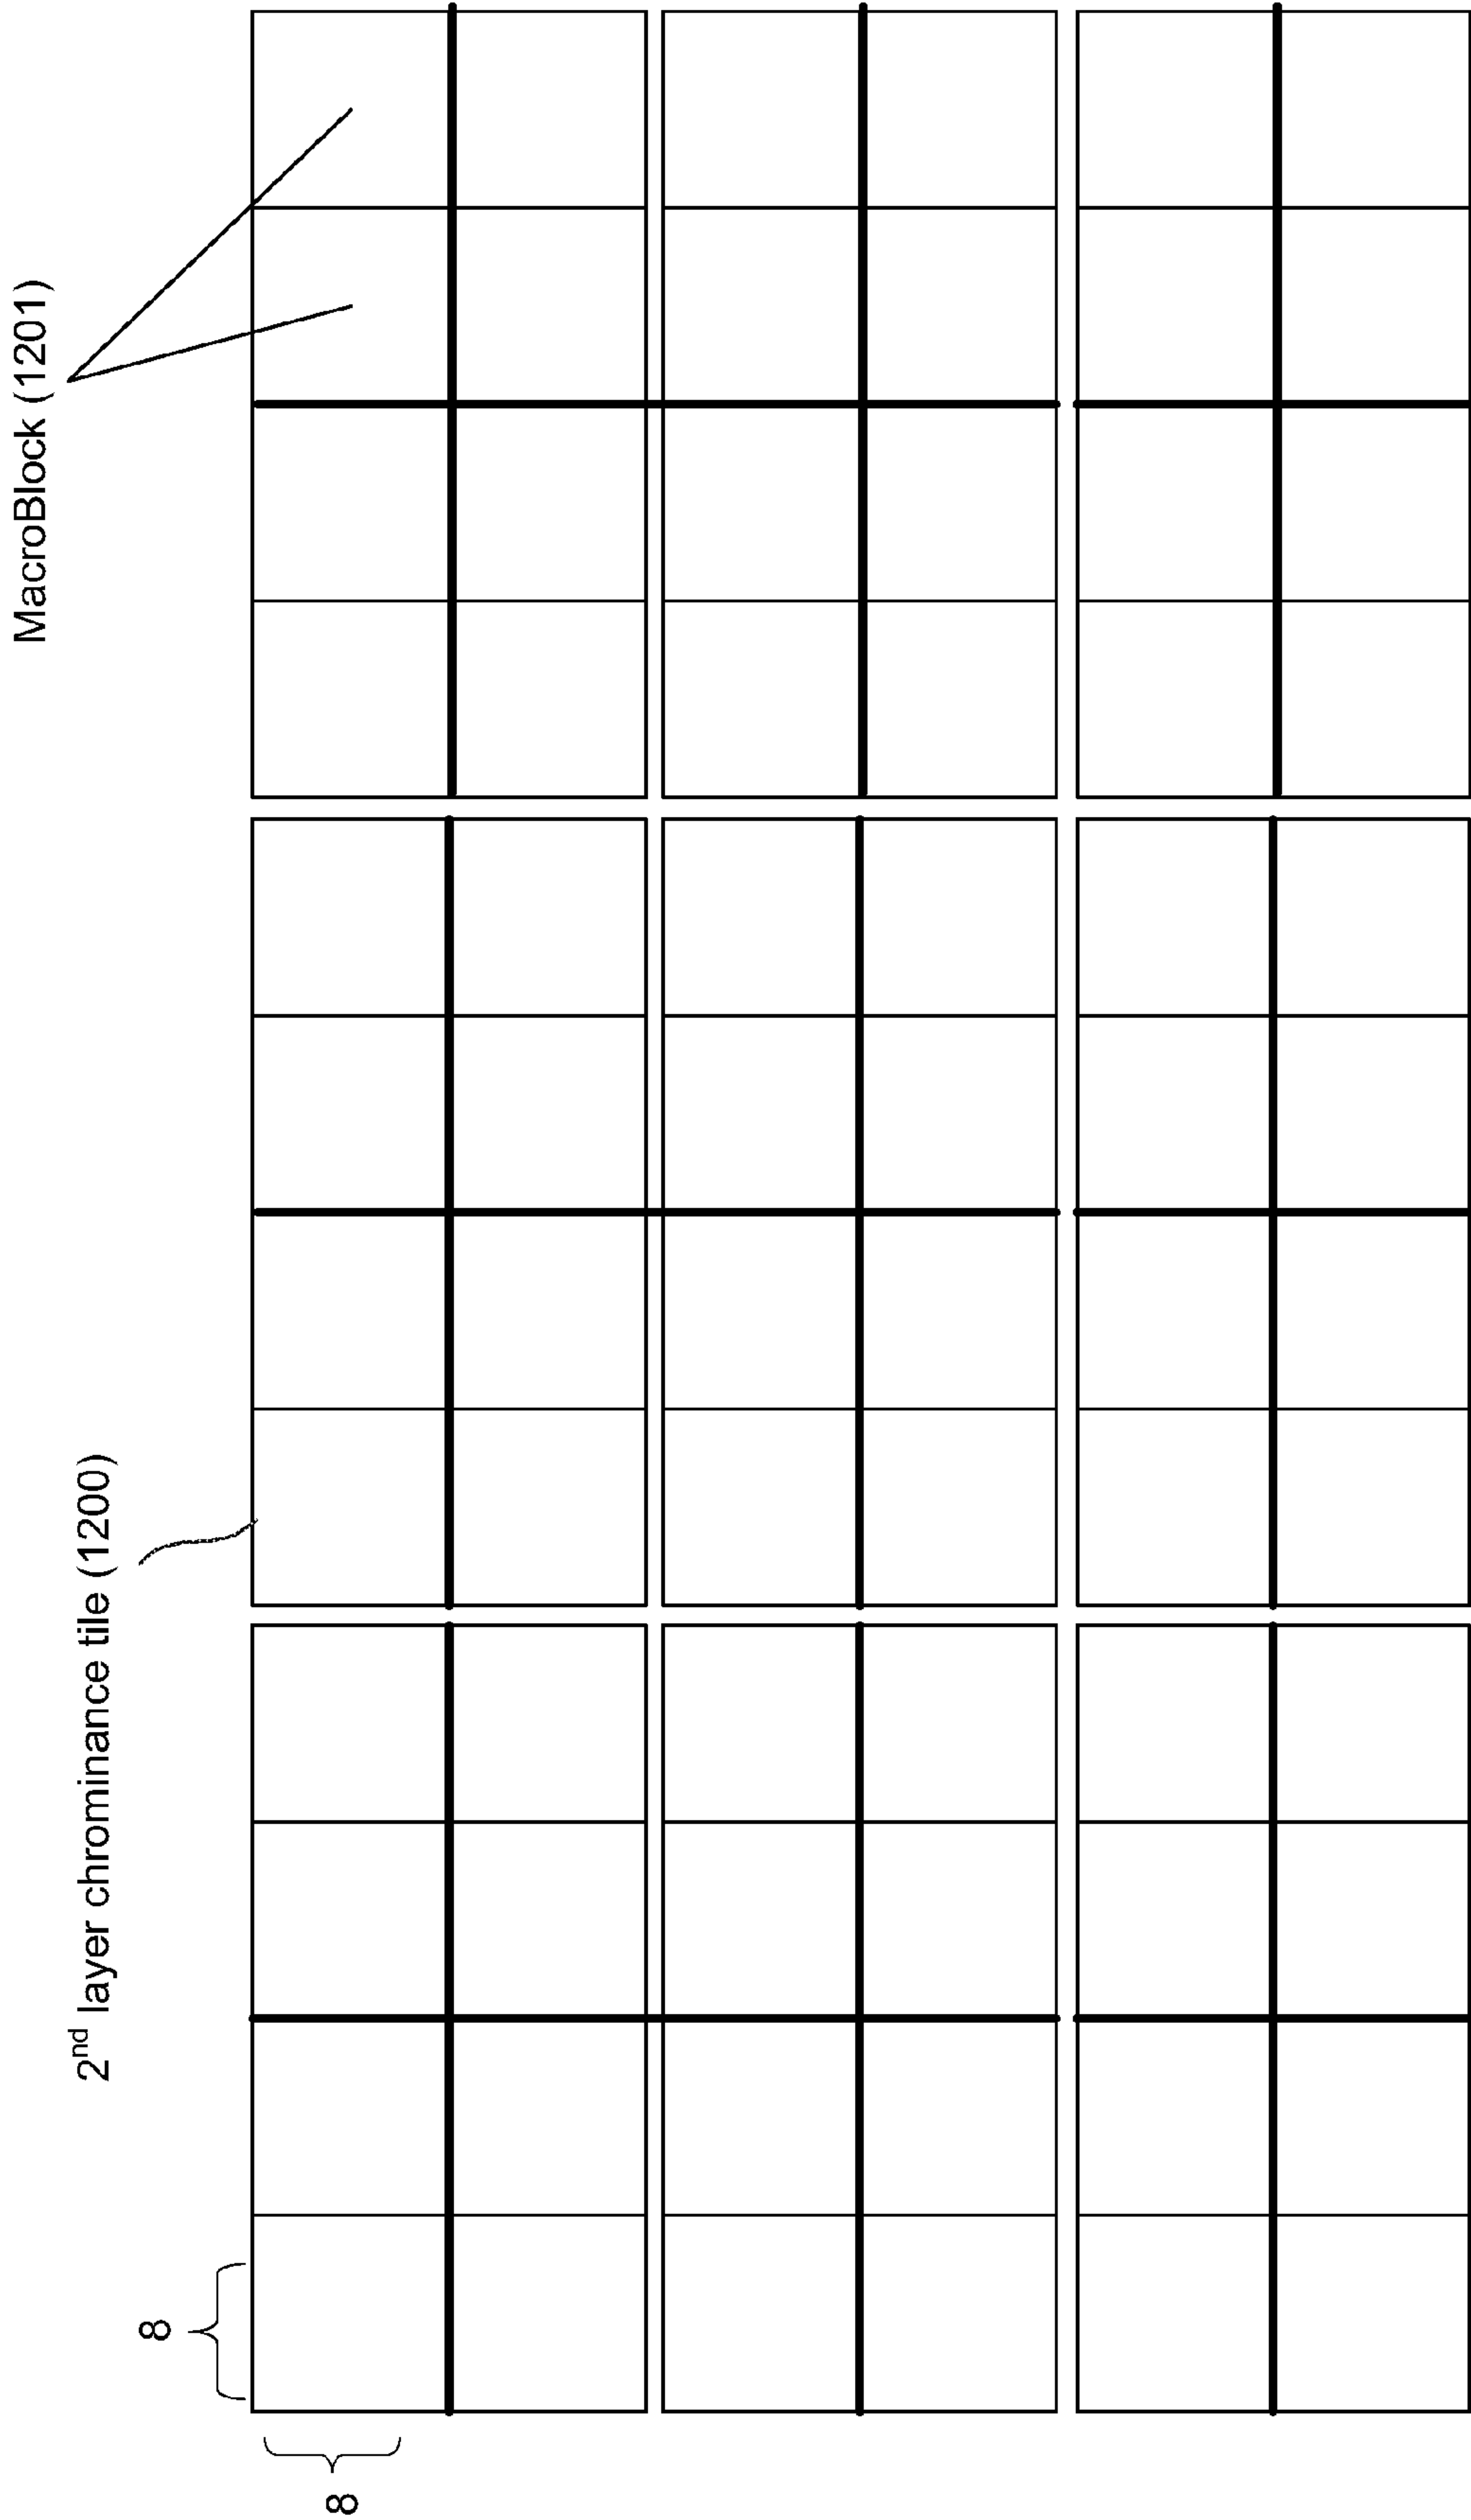 MacroBlock (1201)
2nd layer chrominance tile (1200)
8
8